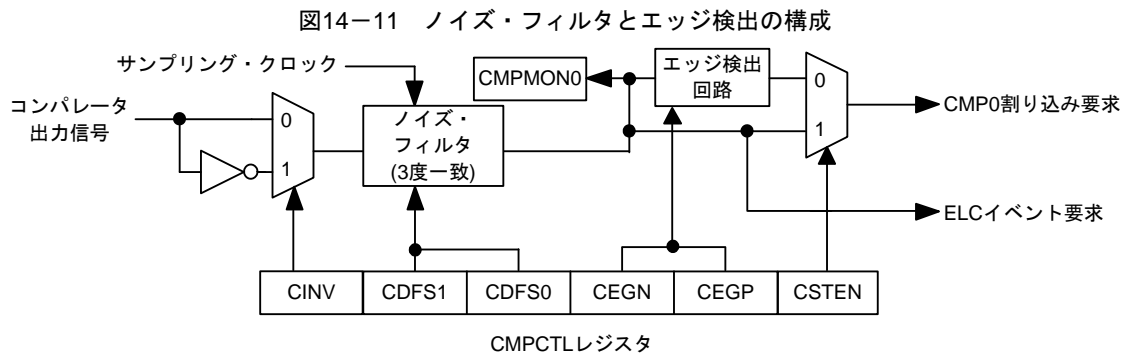 図14－11　ノイズ・フィルタとエッジ検出の構成
サンプリング・クロック
CMPMON0
エッジ検出
回路
0
CMP0割り込み要求
コンパレータ
出力信号
0
1
ノイズ・
フィルタ
(3度一致)
1
ELCイベント要求
CINV
CDFS1
CDFS0
CEGN
CEGP
CSTEN
CMPCTLレジスタ